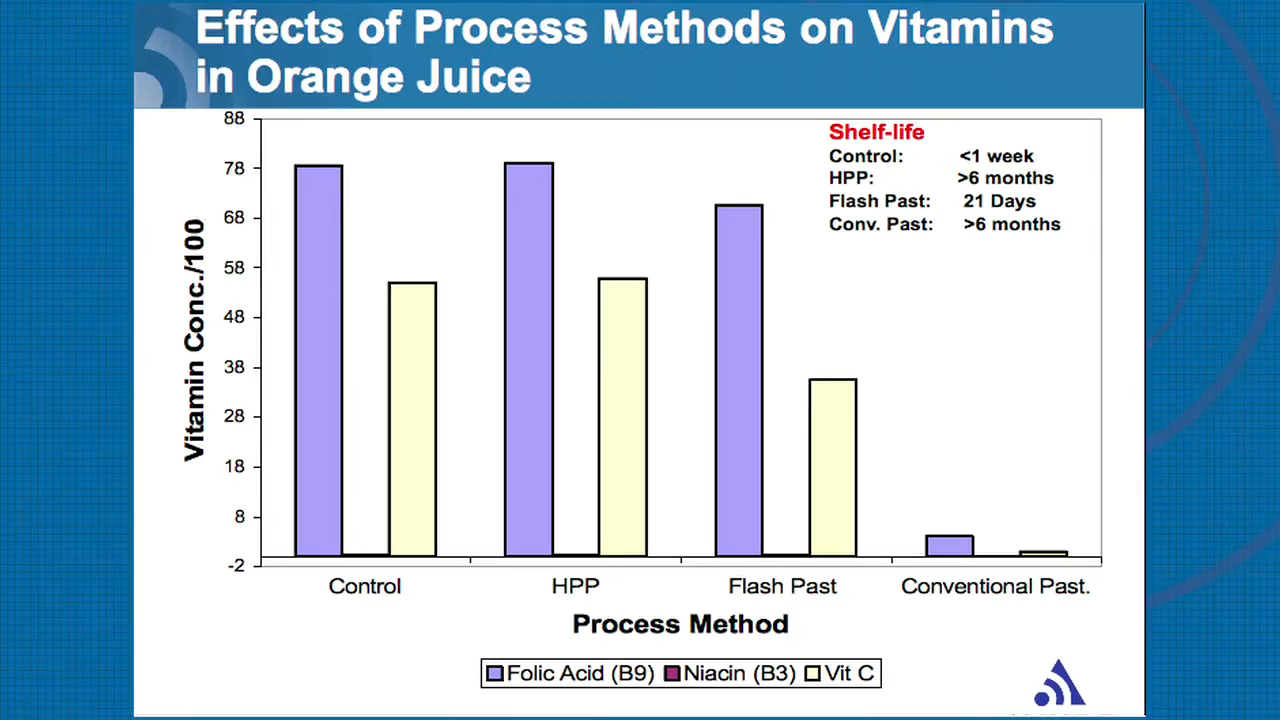 Effects of Process Methods on Vitamins
in Orange Juice
88
78
68
58
48
38
28
18
8
-2
Vitamin Conc./100
Shelf-life
Control: <1 week
HPP: >6 months
Flash Past: 21 Days
Conv. Past: >6 months
Control HPP Flash Past Conventional Past.
Process Method
Folic Acid (B9) Niacin (B3) Vit C